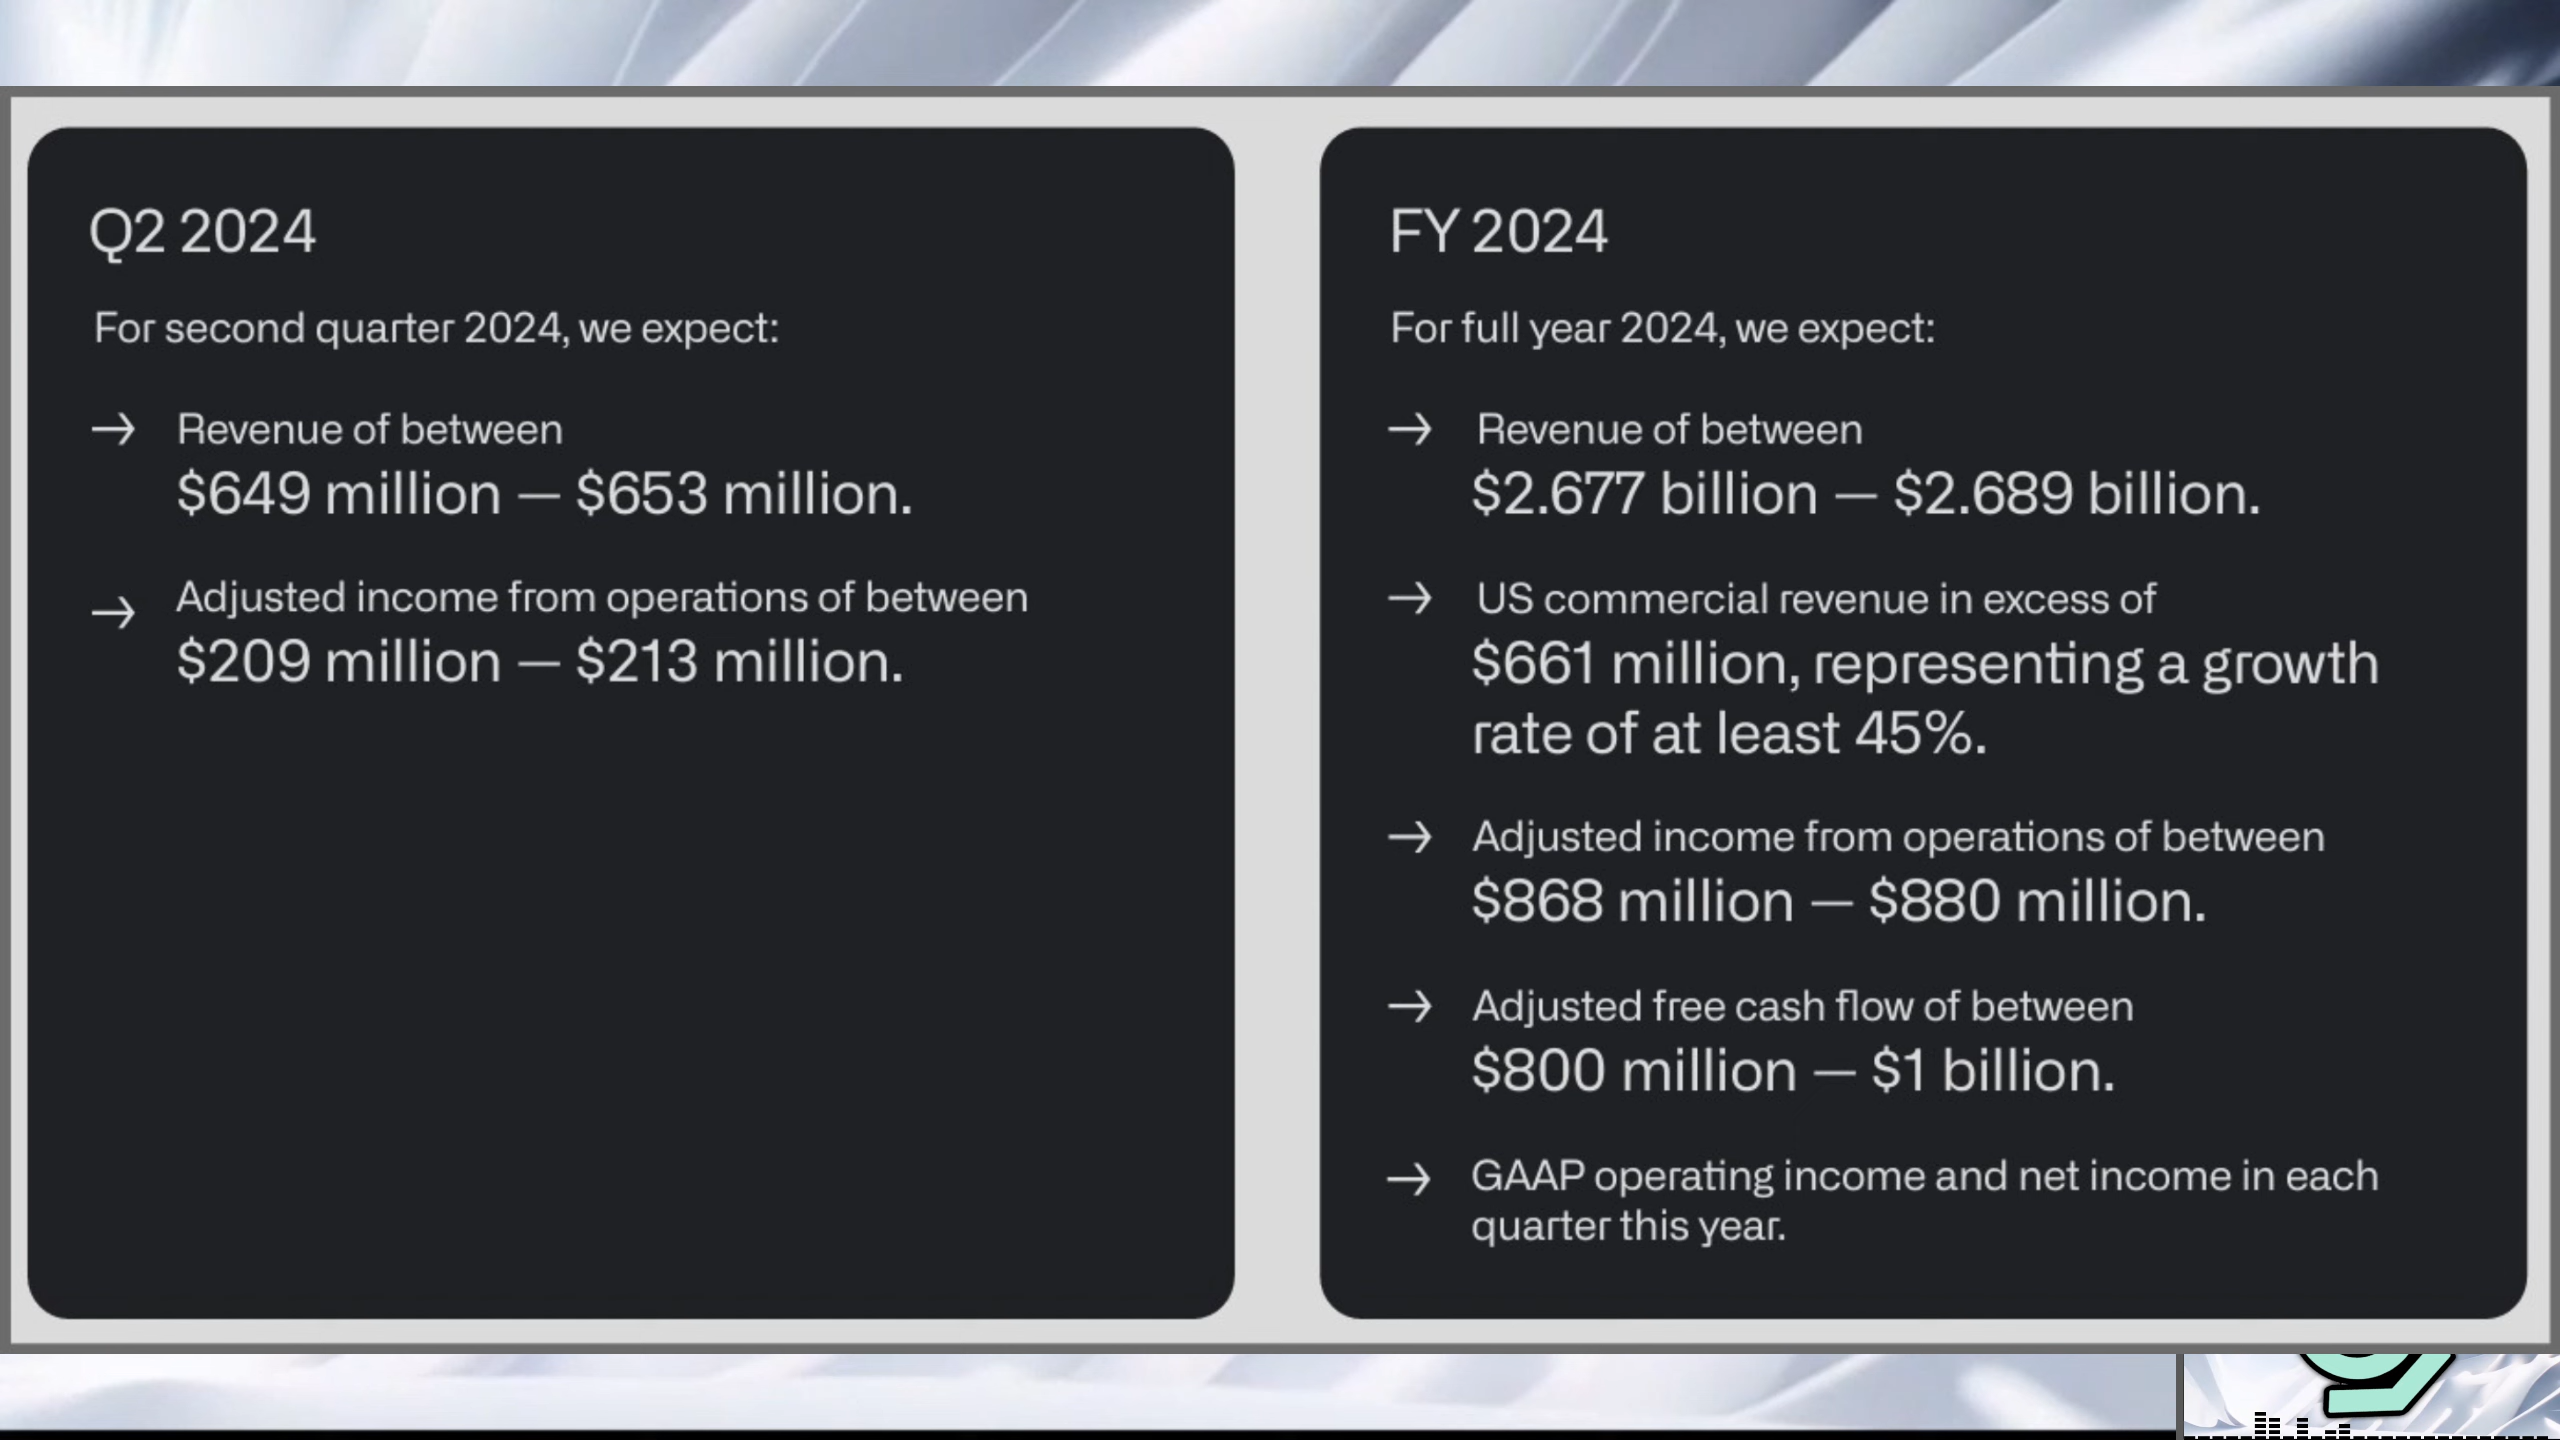 Q2 2024
For second quarter 2024, we expect:
→ Revenue of between
$649 million — $653 million.
→ Adjusted income from operations of between
$209 million — $213 million.
FY 2024
For full year 2024, we expect:
→ Revenue of between
$2.677 billion — $2.689 billion.
→ US commercial revenue in excess of
$661 million, representing a growth
rate of at least 45%.
→ Adjusted income from operations of between
$868 million — $880 million.
→ Adjusted free cash flow of between
$800 million — $1 billion.
→ GAAP operating income and net income in each
quarter this year.